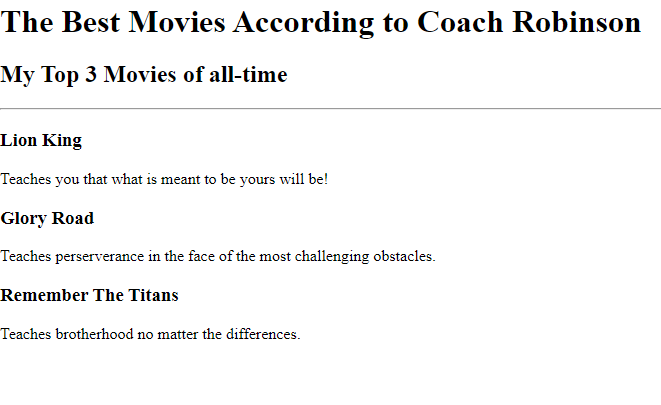 The Best Movies According to Coach Robinson
My Top 3 Movies of all-time
Lion King
Teaches you that what is meant to be yours will be!
Glory Road
Teaches perserverance in the face of the most challenging obstacles.
Remember The Titans
Teaches brotherhood no matter the differences.